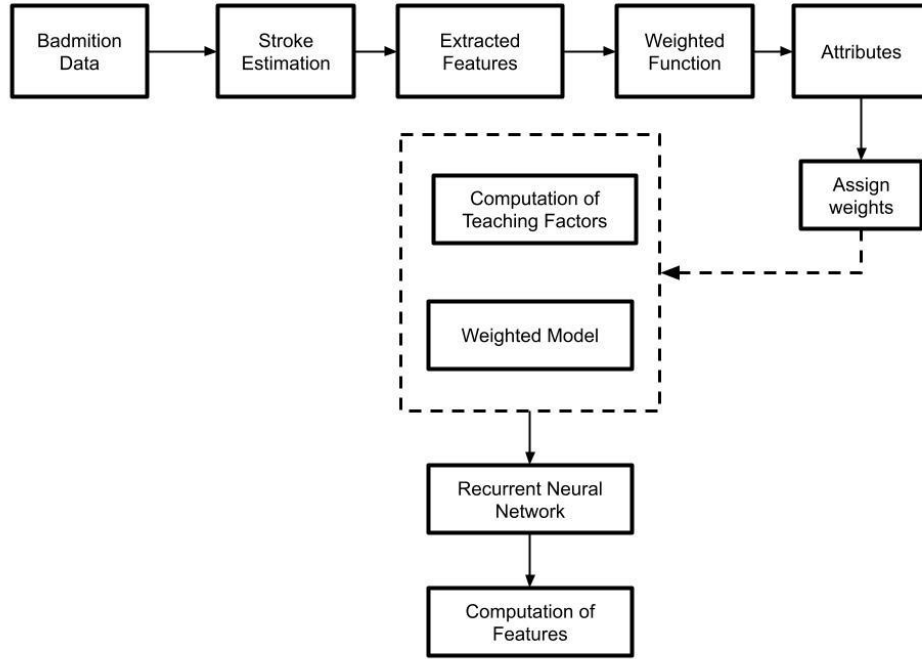 Badmition
Data
Stroke
Estimation
Extracted
Features
Weighted
Function
Attributes
Assign
weights
Computation of
Teaching Factors
Weighted Model
Recurrent Neural
Network
Computation of
Features